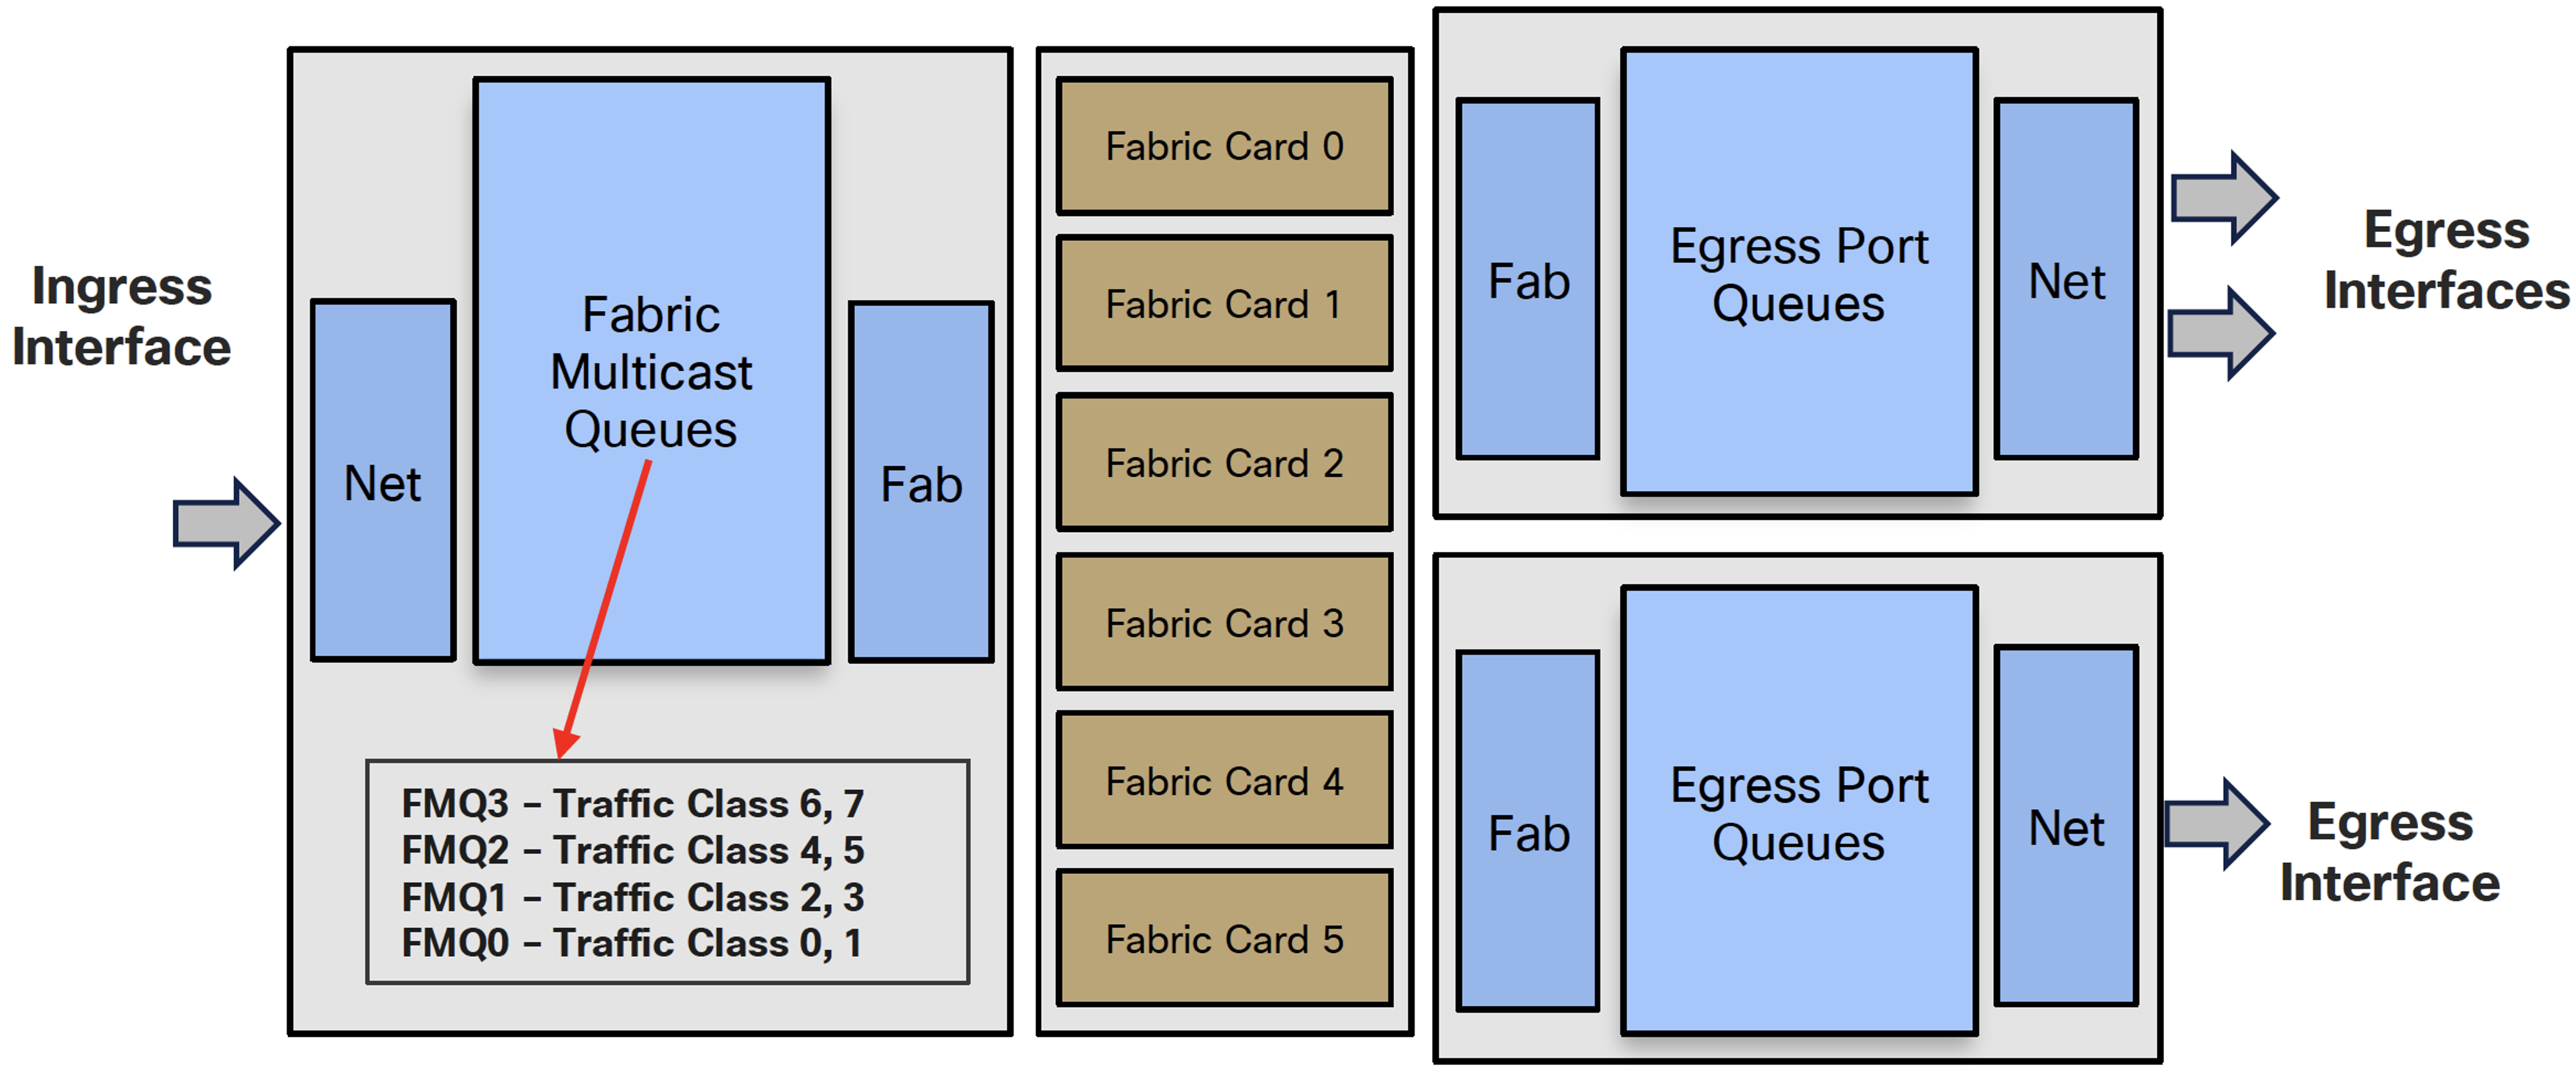 Ingress
Interface
Net
Fabric
Multicast
Queues
Fab
FMQ3 – Traffic Class 6, 7
FMQ2 – Traffic Class 4, 5
FMQ1 – Traffic Class 2, 3
FMQ0 – Traffic Class 0, 1
Fabric Card 0
Fabric Card 1
Fabric Card 2
Fabric Card 3
Fabric Card 4
Fabric Card 5
Fab
Egress Port
Queues
Net
Egress
Interfaces
Fab
Egress Port
Queues
Net
Egress
Interface